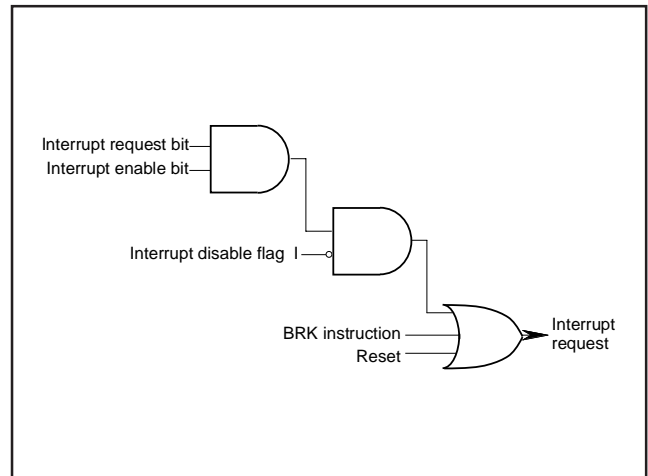 Interrupt request bit
Interrupt enable bit
Interrupt disable flag I
BRK instruction
Reset
Interrupt
request